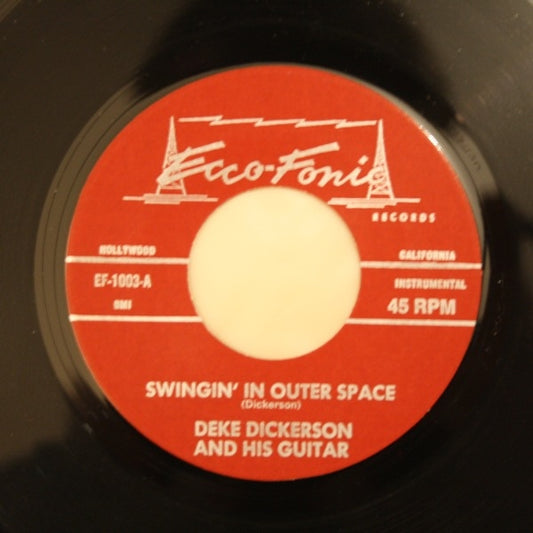 Ecco-Fonic
RECORDS
HOLLYWOOD
CALIFORNIA
EF-1003-A
INSTRUMENTAL
BMI
45 RPM
SWINGIN' IN OUTER SPACE
(Dickerson)
DEKE DICKERSON
AND HIS GUITAR